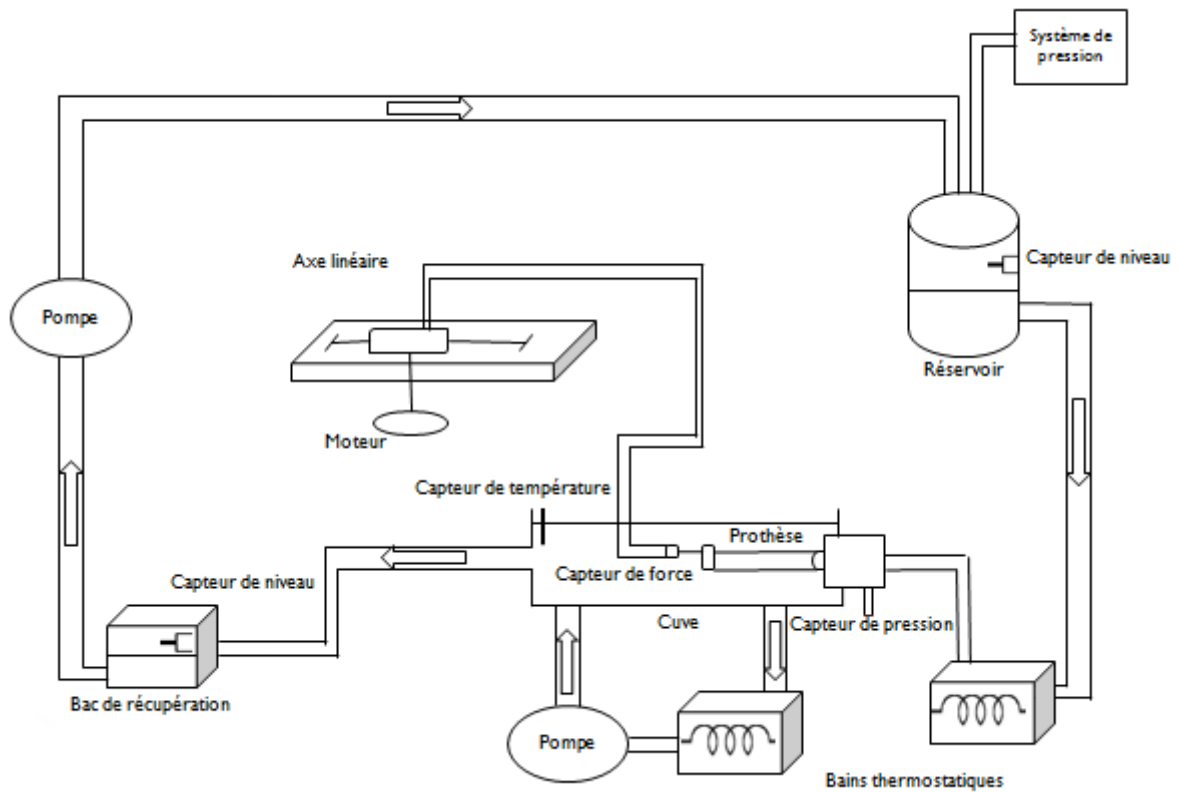 Système de
pression
Axe linéaire
Capteur de niveau
Pompe
Réservoir
Moteur
Capteur de température
Prothèse
Capteur de force
Capteur de niveau
Cuve
Capteur de pression
Bac de récupération
Pompe
Bains thermostatiques